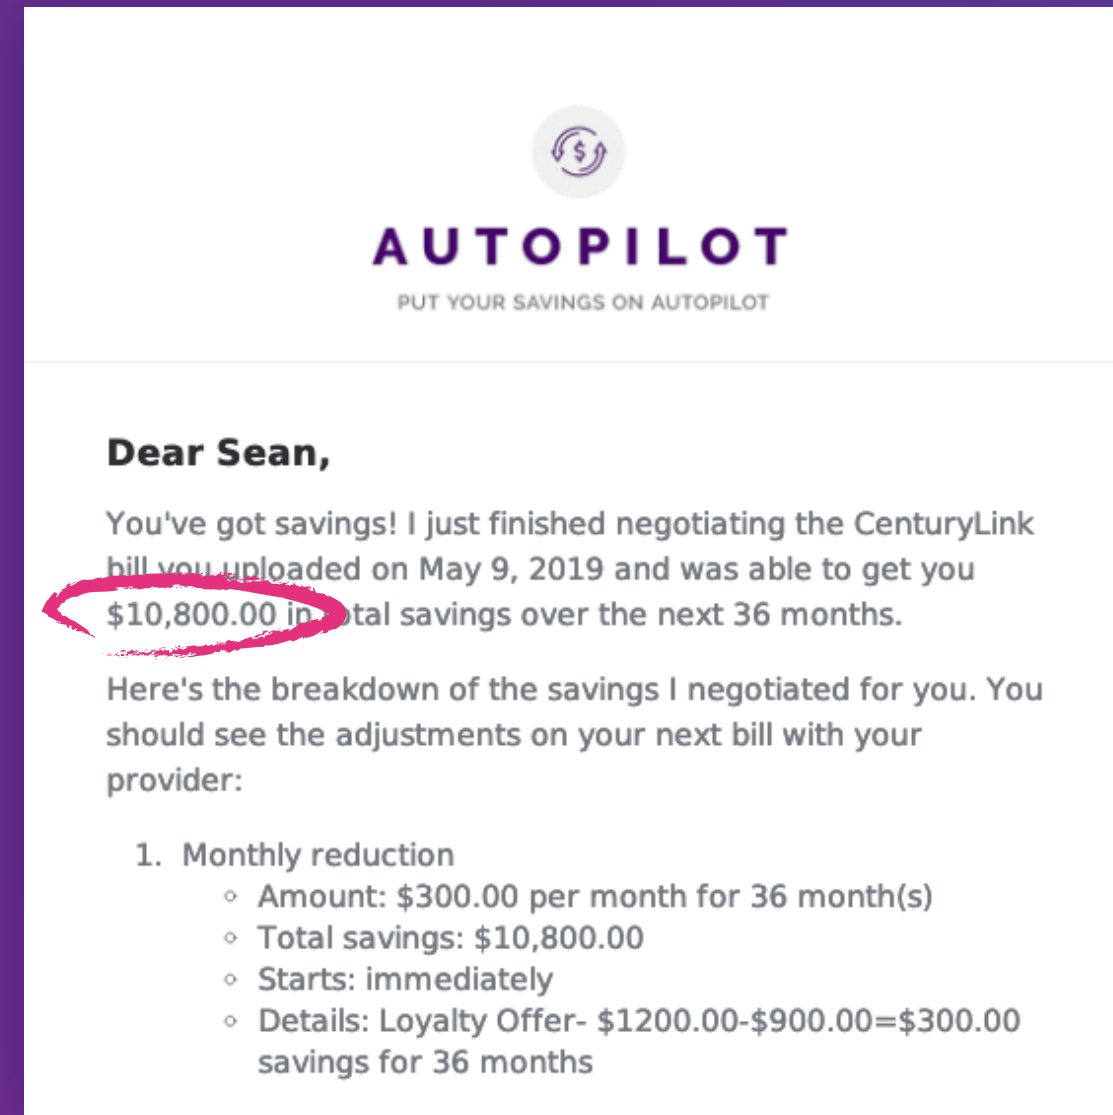 $
AUTOPILOT
PUT YOUR SAVINGS ON AUTOPILOT
Dear Sean,
You've got savings! I just finished negotiating the CenturyLink
bill you uploaded on May 9, 2019 and was able to get you
$10,800.00 in total savings over the next 36 months.
Here's the breakdown of the savings I negotiated for you. You
should see the adjustments on your next bill with your
provider:
1. Monthly reduction
◦ Amount: $300.00 per month for 36 month(s)
◦ Total savings: $10,800.00
◦ Starts: immediately
◦ Details: Loyalty Offer- $1200.00-$900.00=$300.00
savings for 36 months